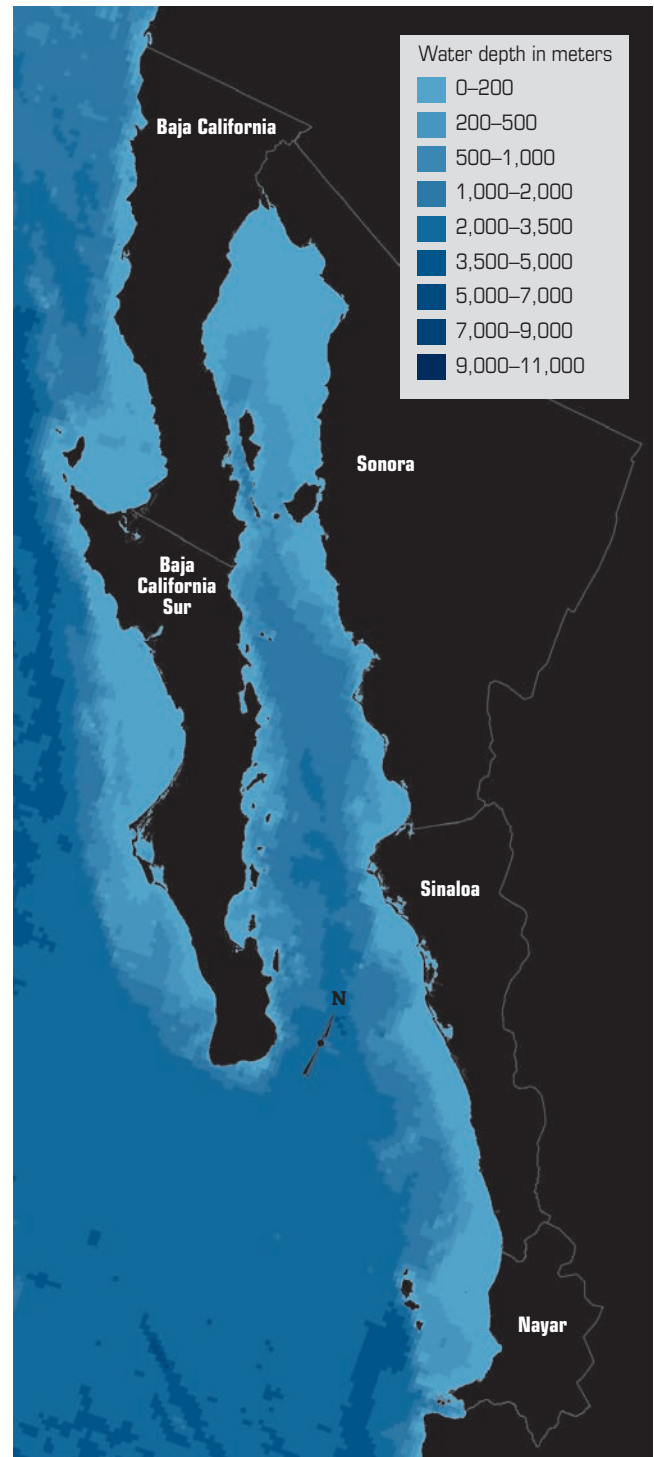 Water depth in meters
0–200
200–500
500–1,000
1,000–2,000
2,000–3,500
3,500–5,000
5,000–7,000
7,000–9,000
9,000–11,000
Baja California
Sonora
Baja
California
Sur
Sinaloa
N
Nayar